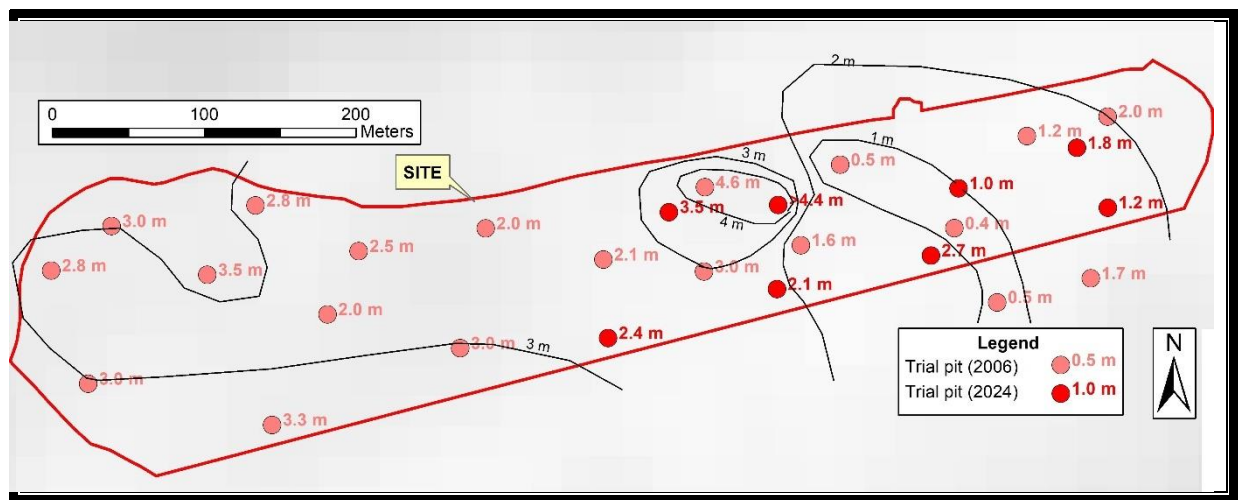 2 m
0 100 200
Meters
2.0 m
1.2 m
1 m
1.8 m
3 m
0.5 m
SITE
4.6 m
1.0 m
2.8 m
>4.4 m
1.2 m
3.5 m
4 m
3.0 m
2.0 m
0.4 m
1.6 m
2.5 m
2.7 m
2.1 m
2.8 m
3.5 m
3.0 m
1.7 m
2.1 m
0.5 m
2.0 m
2.4 m
3.0 m
3 m
Legend
Trial pit (2006) 0.5 m
Trial pit (2024) 1.0 m
N
3.0 m
3.3 m